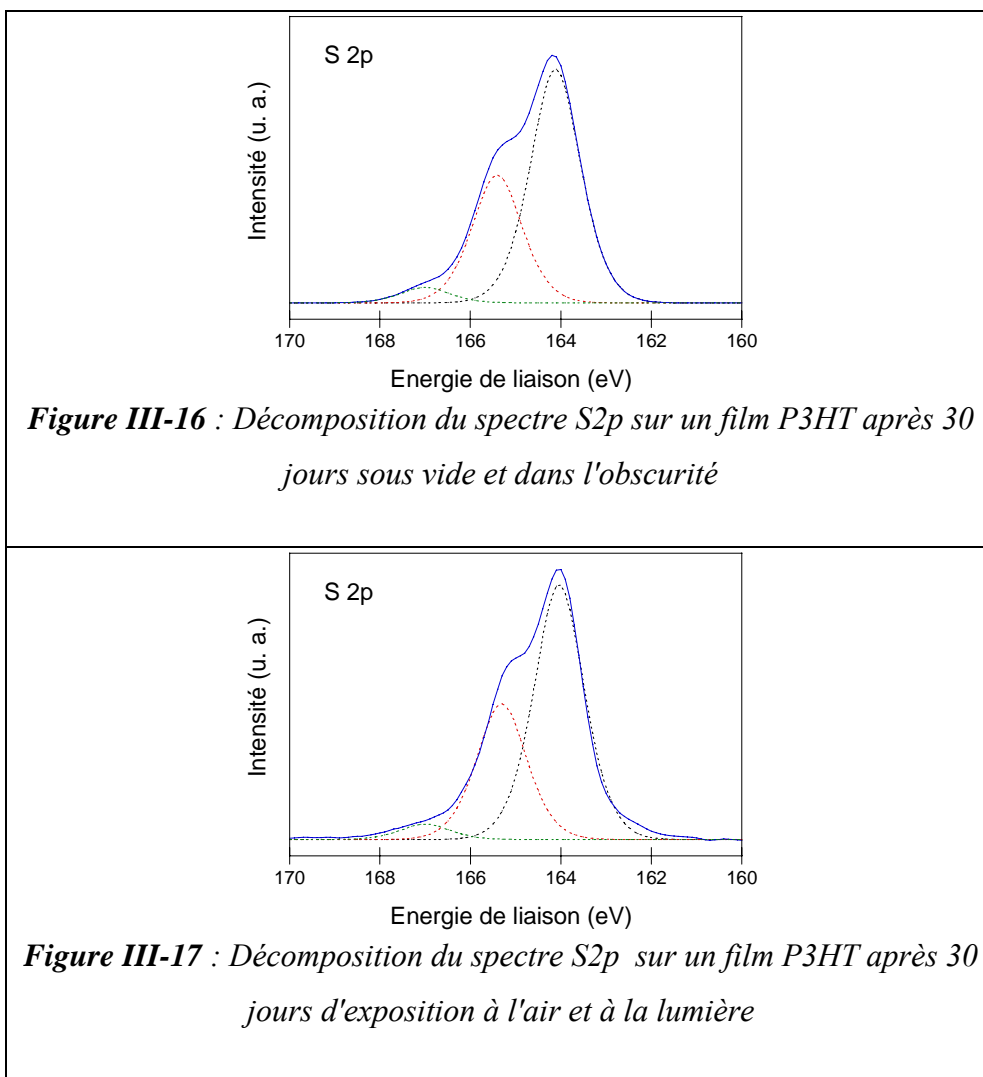 S 2p
Intensité (u. a.)
170 168 166 164 162 160
Energie de liaison (eV)
Figure III-16 : Décomposition du spectre S2p sur un film P3HT après 30
jours sous vide et dans l'obscurité
S 2p
Intensité (u. a.)
170 168 166 164 162 160
Energie de liaison (eV)
Figure III-17 : Décomposition du spectre S2p sur un film P3HT après 30
jours d'exposition à l'air et à la lumière